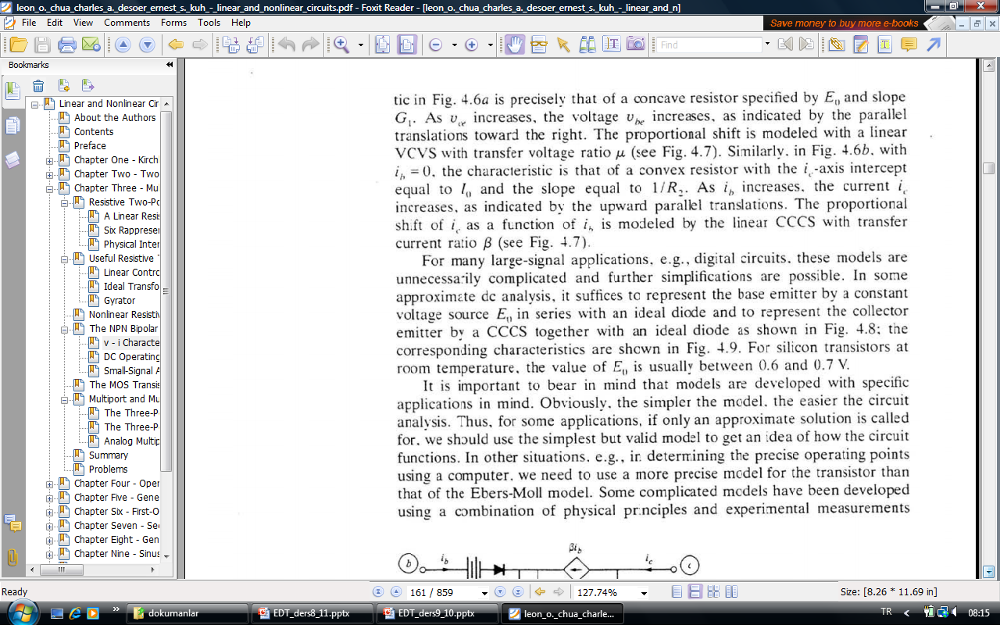 leon_o._chua_charles_a._desoer_ernest_s._kuh_-_linear_and_nonlinear_circuits.pdf - Foxit Reader - [leon_o._chua_charles_a._desoer_ernest_s._kuh_-_linear_and_n]
File Edit View Comments Forms Tools Help
Save money to buy more e-books
Find
Bookmarks
Linear and Nonlinear Cir
About the Authors
Contents
Preface
Chapter One - Kirchl
Chapter Two - Two
Chapter Three - Mu
Resistive Two-Po
A Linear Resi
Six Rappreser
Physical Inter
Useful Resistive T
Linear Contro
Ideal Transfo
Gyrator
Nonlinear Resistiv
The NPN Bipolar
v - i Characte
DC Operating
Small-Signal A
The MOS Transis
Multiport and Mu
The Three-P
The Three-P
Analog Multip
Summary
Problems
Chapter Four - Oper
Chapter Five - Gene
Chapter Six - First-O
Chapter Seven - Sec
Chapter Eight - Gen
Chapter Nine - Sinus
tic in Fig. 4.6a is precisely that of a concave resistor specified by E₀ and slope
G₁. As v_ce increases, the voltage v_be increases, as indicated by the parallel
translations toward the right. The proportional shift is modeled with a linear
VCVS with transfer voltage ratio μ (see Fig. 4.7). Similarly, in Fig. 4.6b, with
i_b = 0, the characteristic is that of a convex resistor with the i_c-axis intercept
equal to I₀ and the slope equal to 1/R₂. As i_b increases, the current i_c
increases, as indicated by the upward parallel translations. The proportional
shift of i_c as a function of i_b is modeled by the linear CCCS with transfer
current ratio β (see Fig. 4.7).
For many large-signal applications, e.g., digital circuits, these models are
unnecessarily complicated and further simplifications are possible. In some
approximate dc analysis, it suffices to represent the base emitter by a constant
voltage source E₀ in series with an ideal diode and to represent the collector
emitter by a CCCS together with an ideal diode as shown in Fig. 4.8; the
corresponding characteristics are shown in Fig. 4.9. For silicon transistors at
room temperature, the value of E₀ is usually between 0.6 and 0.7 V.
It is important to bear in mind that models are developed with specific
applications in mind. Obviously, the simpler the model, the easier the circuit
analysis. Thus, for some applications, if only an approximate solution is called
for, we should use the simplest but valid model to get an idea of how the circuit
functions. In other situations, e.g., in determining the precise operating points
using a computer, we need to use a more precise model for the transistor than
that of the Ebers-Moll model. Some complicated models have been developed
using a combination of physical principles and experimental measurements
βi_b
b i_b i_c c
Ready 161 / 859 127.74% Size: [8.26 * 11.69 in]
dokumanlar EDT_ders8_11.pptx EDT_ders9_10.pptx leon_o._chua_charle... TR 08:15